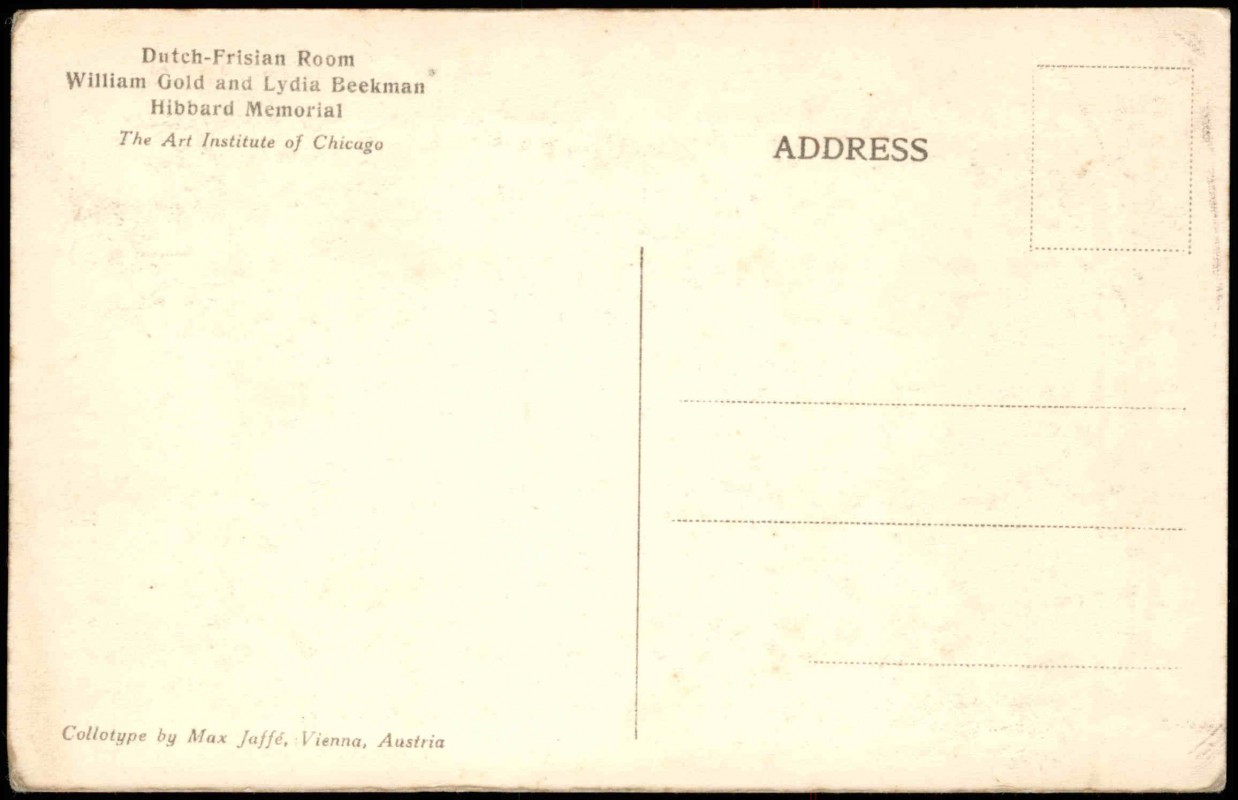 Dutch-Frisian Room
William Gold and Lydia Beekman
Hibbard Memorial
The Art Institute of Chicago
ADDRESS
Collotype by Max Jaffé, Vienna, Austria